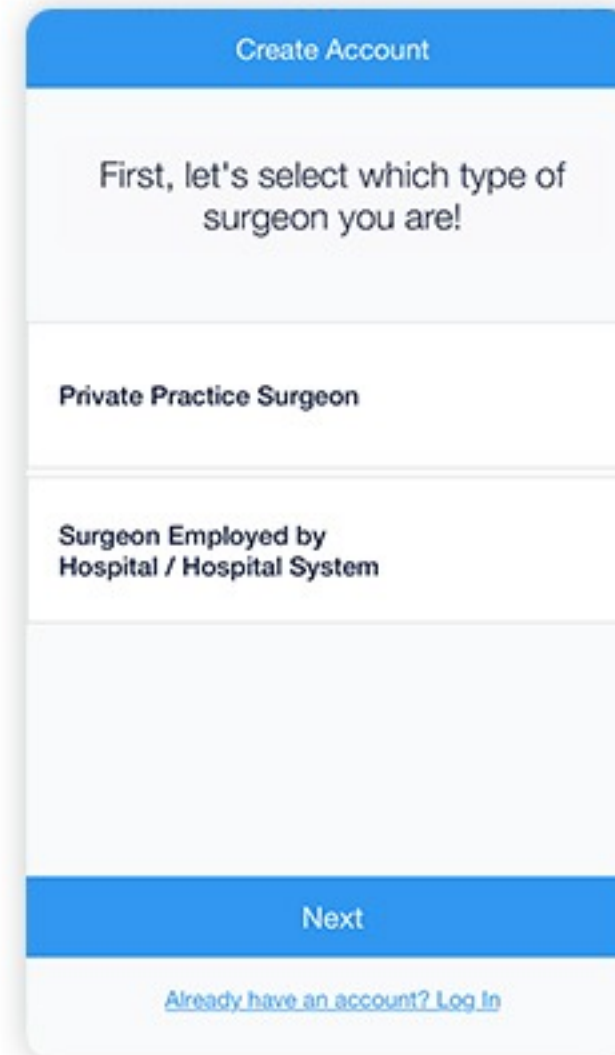 Create Account
First, let's select which type of
surgeon you are!
Private Practice Surgeon
Surgeon Employed by
Hospital / Hospital System
Next
Already have an account? Log In